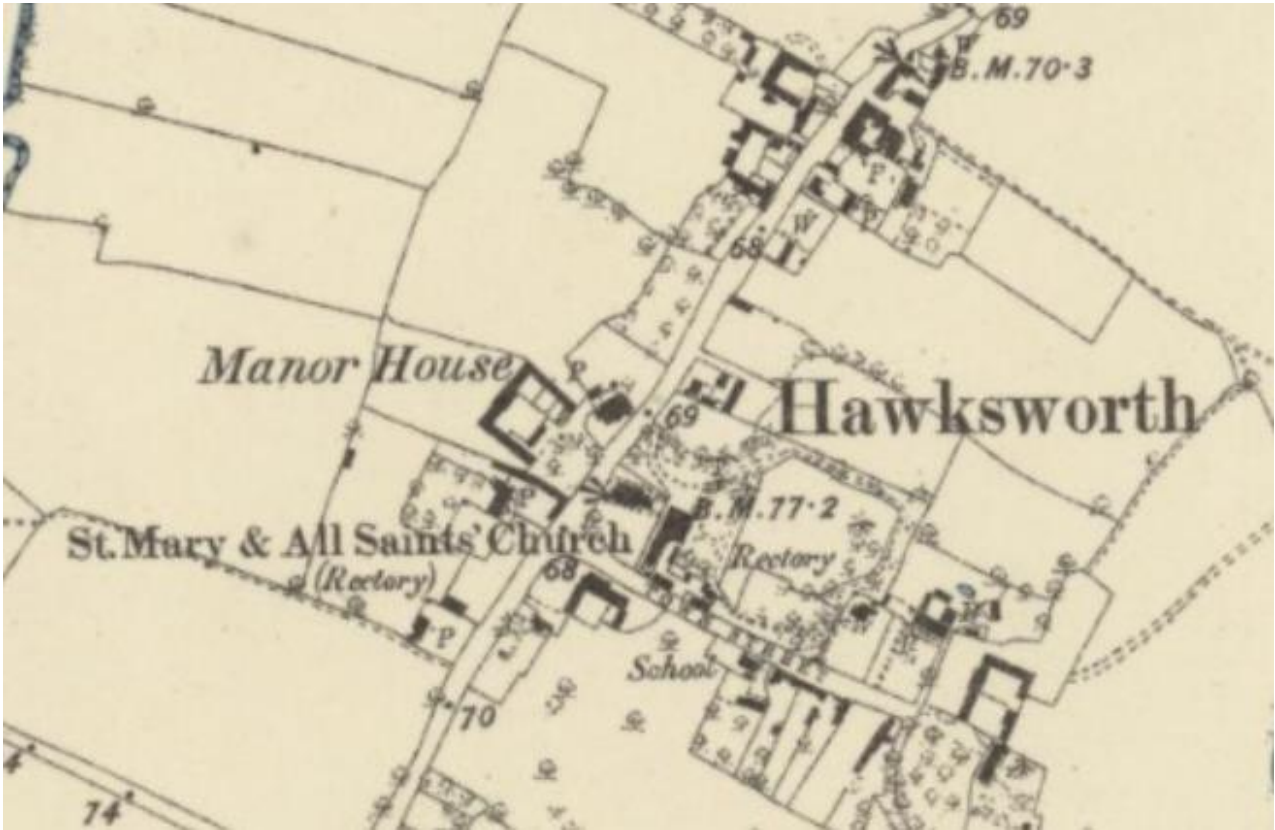 69
W
B.M.70·3
P
P
W
68
Manor House
P
69
Hawksworth
P
B.M.77·2
St. Mary & All Saints' Church
Rectory
(Rectory)
68
P
School
70
74